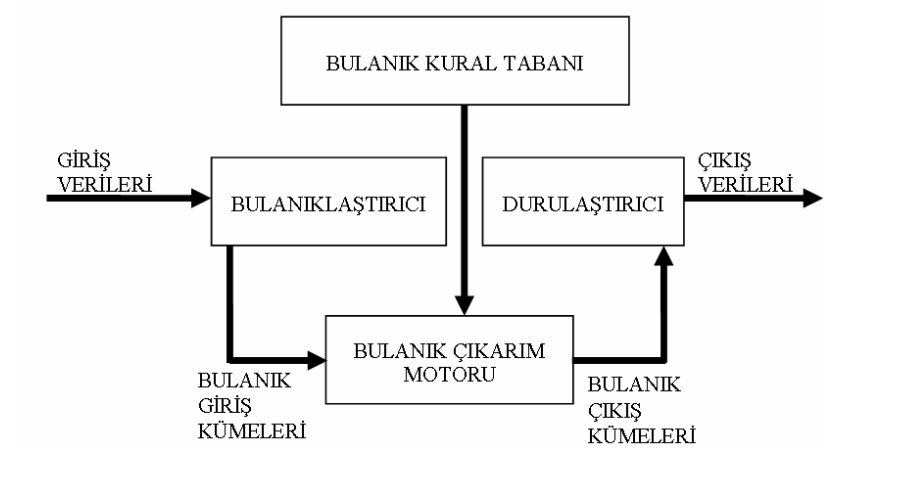 BULANIK KURAL TABANI
GİRİŞ
VERİLERİ
BULANIKLAŞTIRICI
DURULAŞTIRICI
ÇIKIŞ
VERİLERİ
BULANIK ÇIKARIM
MOTORU
BULANIK
GİRİŞ
KÜMELERİ
BULANIK
ÇIKIŞ
KÜMELERİ